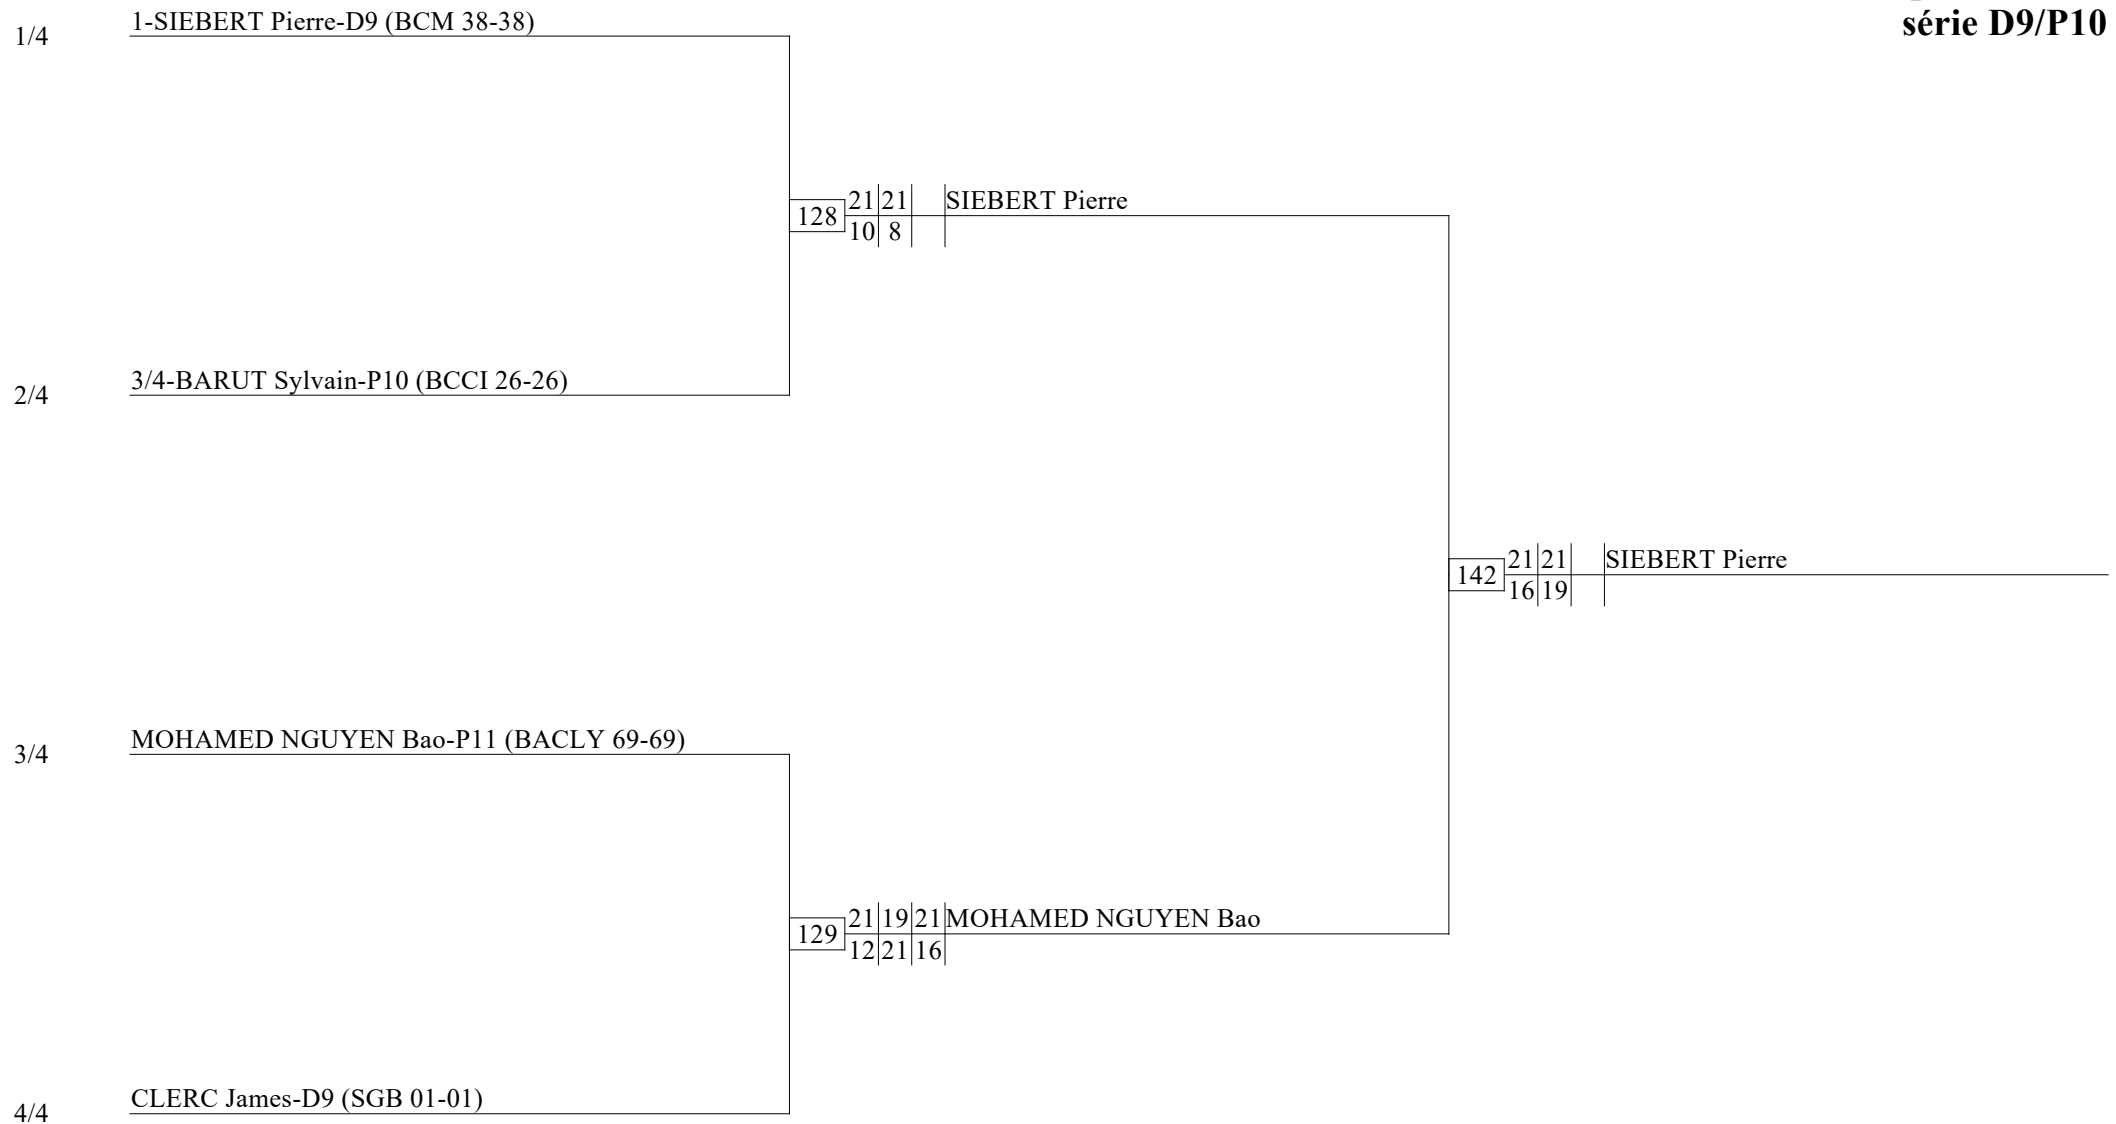 série D9/P10
1/4 1-SIEBERT Pierre-D9 (BCM 38-38)
21 21 SIEBERT Pierre
128
10 8
2/4 3/4-BARUT Sylvain-P10 (BCCI 26-26)
21 21 SIEBERT Pierre
142
16 19
3/4 MOHAMED NGUYEN Bao-P11 (BACLY 69-69)
21 19 21 MOHAMED NGUYEN Bao
129
12 21 16
4/4 CLERC James-D9 (SGB 01-01)